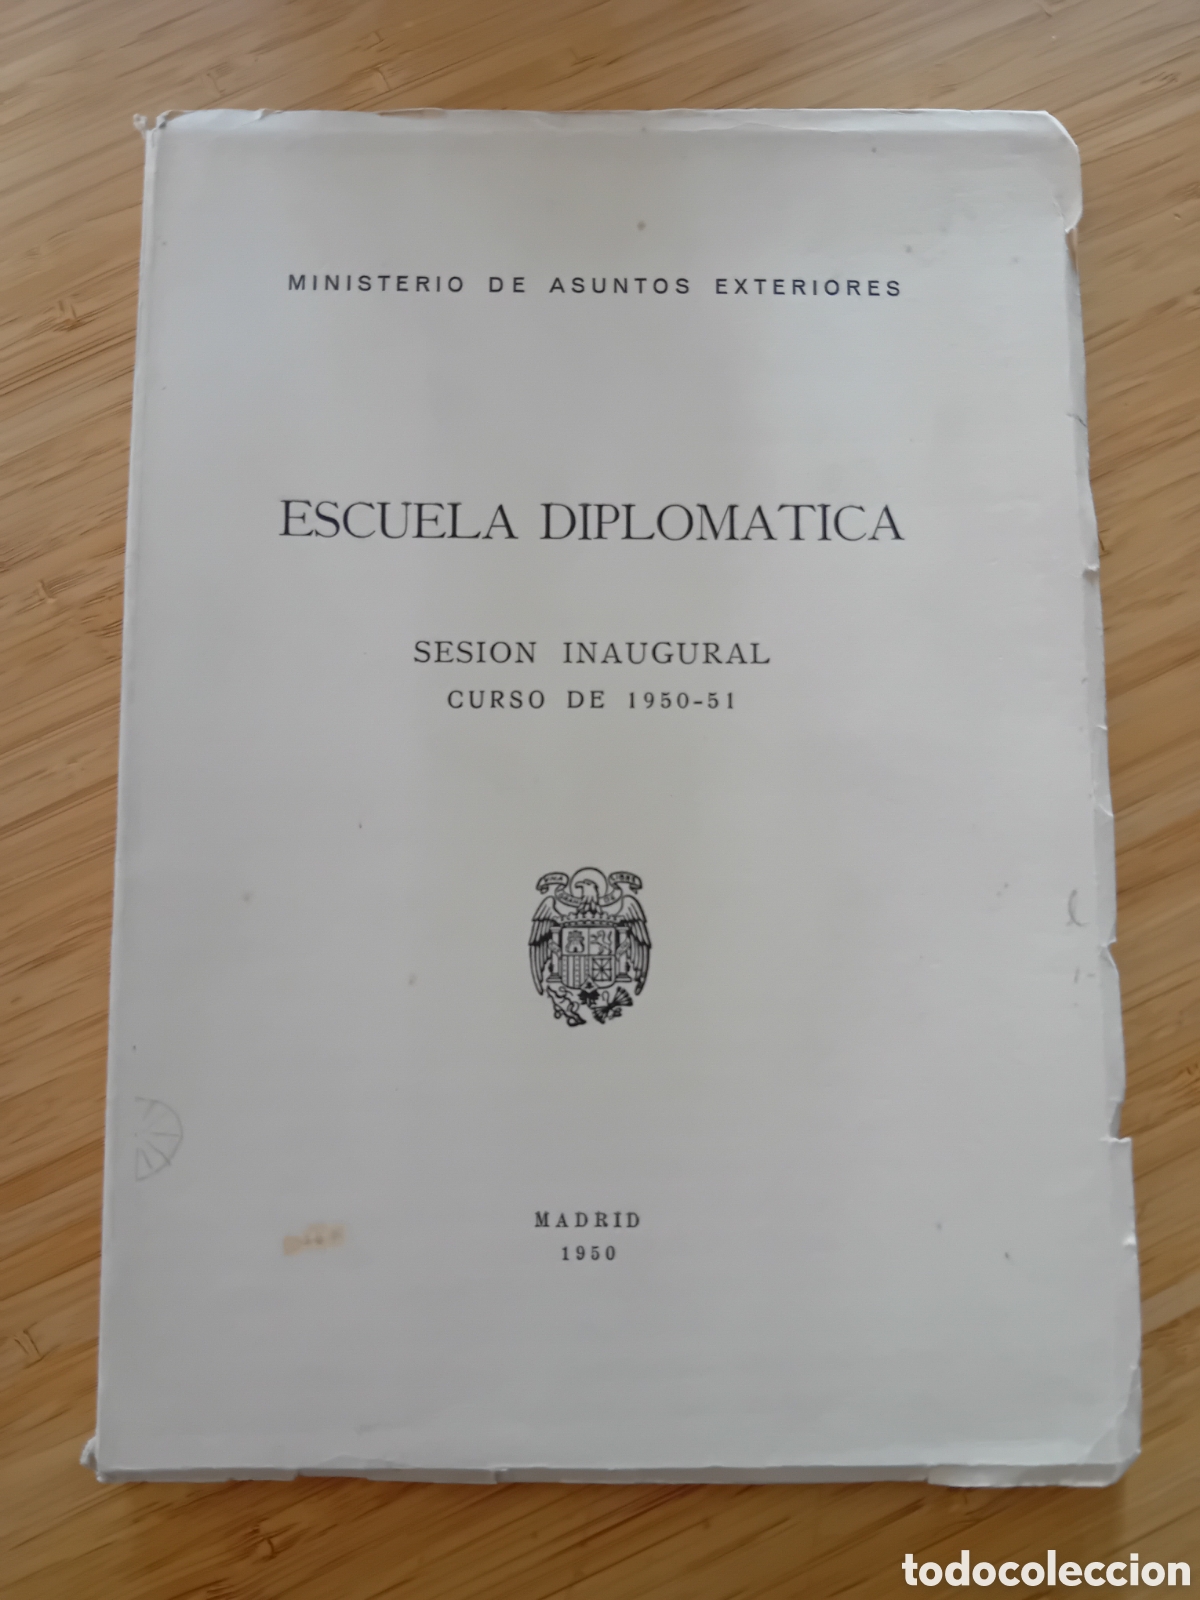 MINISTERIO DE ASUNTOS EXTERIORES
ESCUELA DIPLOMATICA
SESION INAUGURAL
CURSO DE 1950-51
MADRID
1950
todocoleccion